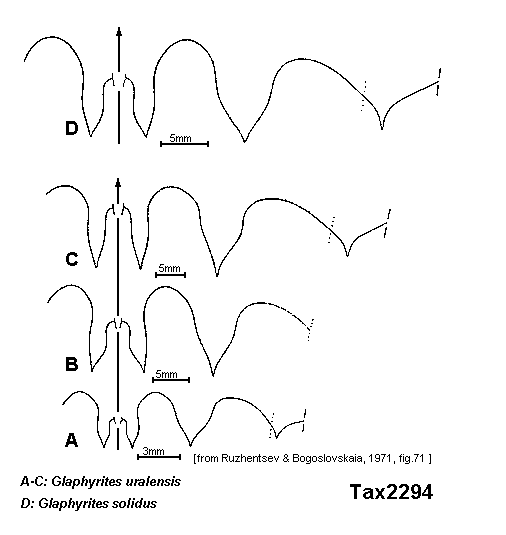 D
5mm
C
5mm
B
5mm
A
3mm
[from Ruzhentsev & Bogoslovskaia, 1971, fig.71 ]
A-C: Glaphyrites uralensis
D: Glaphyrites solidus
Tax2294